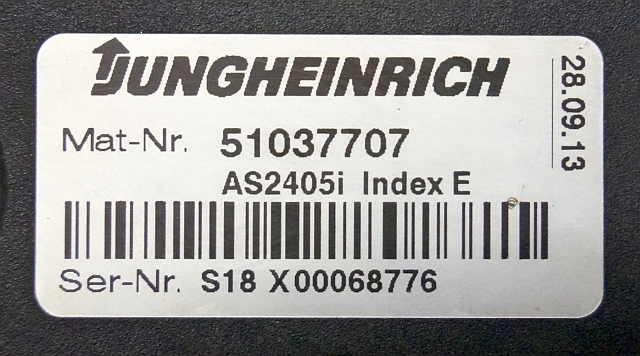 JUNGHEINRICH
28.09.13
Mat-Nr. 51037707
AS2405i Index E
Ser-Nr. S18 X00068776